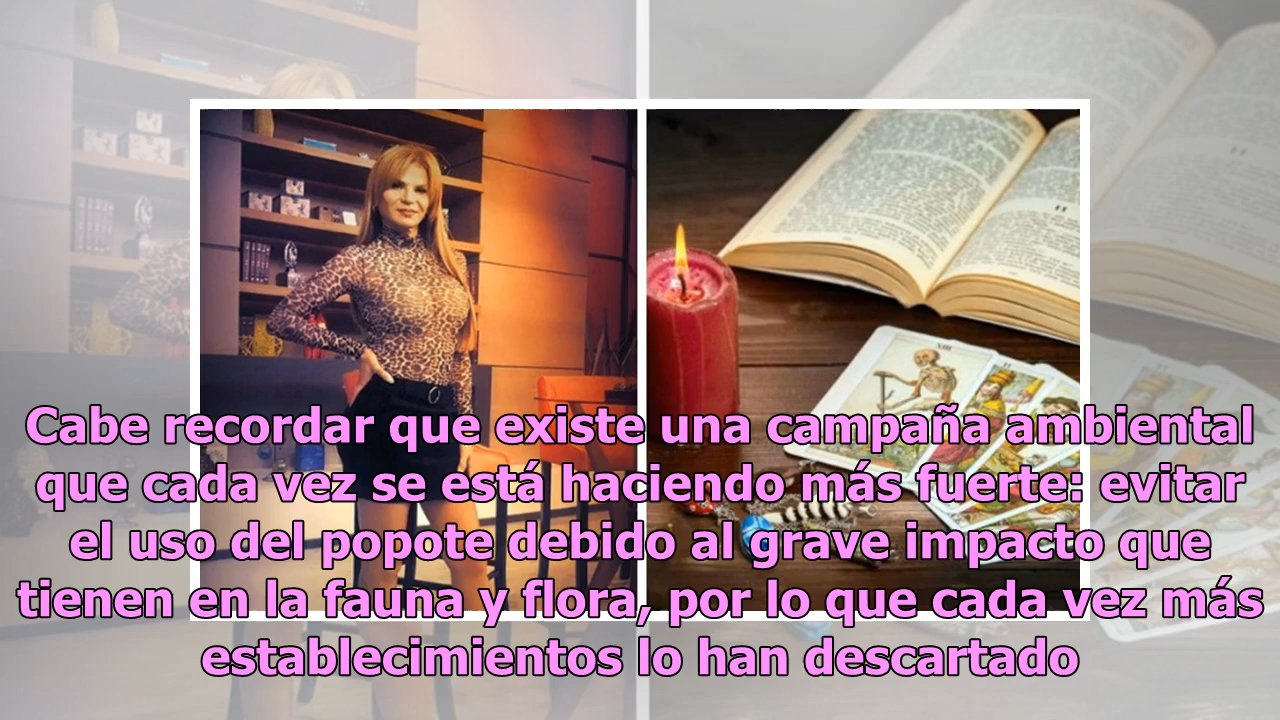 Cabe recordar que existe una campaña ambiental
que cada vez se está haciendo más fuerte: evitar
el uso del popote debido al grave impacto que
tienen en la fauna y flora, por lo que cada vez más
establecimientos lo han descartado
XIII